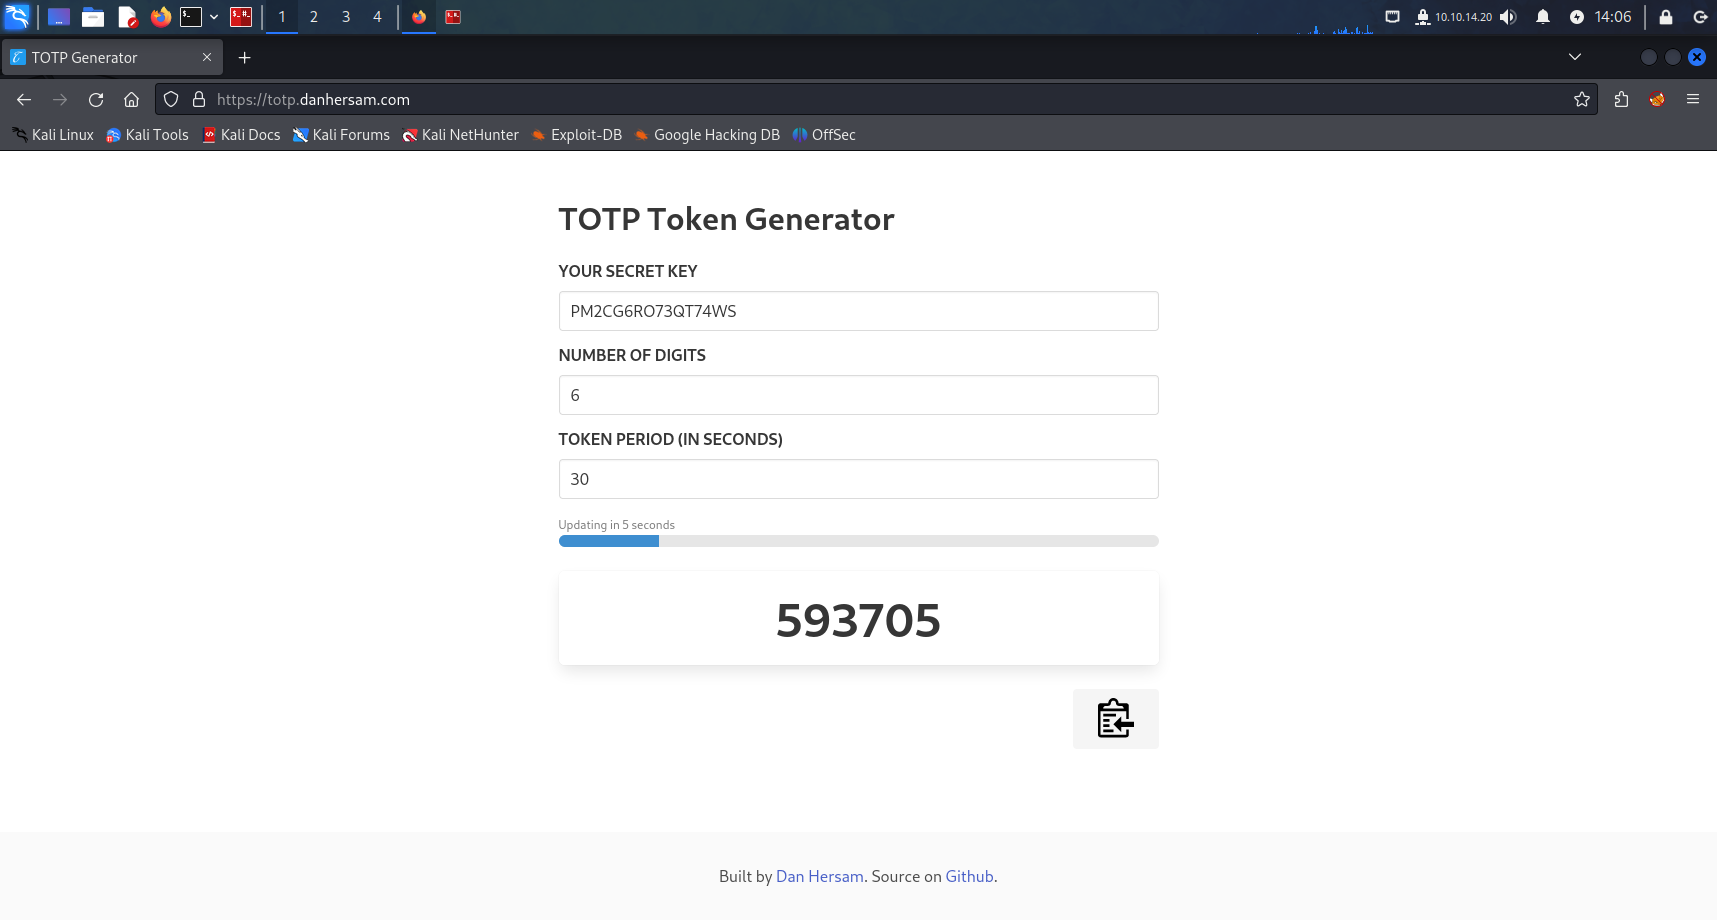 1 2 3 4 10.10.14.20 14:06
TOTP Generator
https://totp.danhersam.com
Kali Linux Kali Tools Kali Docs Kali Forums Kali NetHunter Exploit-DB Google Hacking DB OffSec
TOTP Token Generator
YOUR SECRET KEY
PM2CG6RO73QT74WS
NUMBER OF DIGITS
6
TOKEN PERIOD (IN SECONDS)
30
Updating in 5 seconds
593705
Built by Dan Hersam. Source on Github.